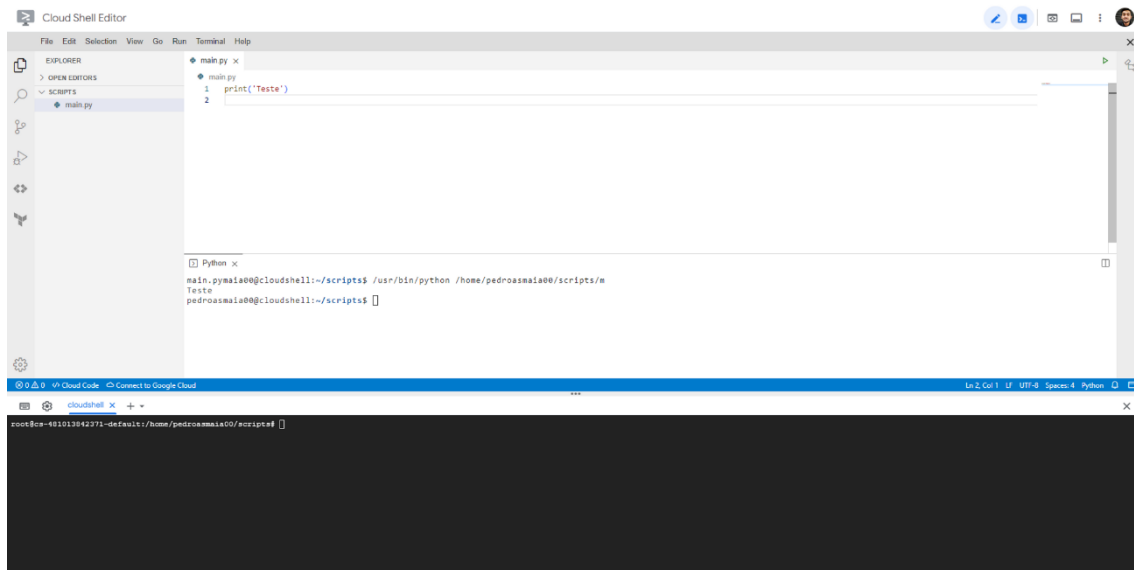 Cloud Shell Editor
File Edit Selection View Go Run Terminal Help
EXPLORER
OPEN EDITORS
SCRIPTS
main.py
main.py
main.py
1 print('Teste')
2
Python
main.pymaia00@cloudshell:~/scripts$ /usr/bin/python /home/pedroasmaia00/scripts/m
Teste
pedroasmaia00@cloudshell:~/scripts$
0 0 Cloud Code Connect to Google Cloud
Ln 2, Col 1 LF UTF-8 Spaces: 4 Python
cloudshell
root@cs-481013842371-default:/home/pedroasmaia00/scripts#